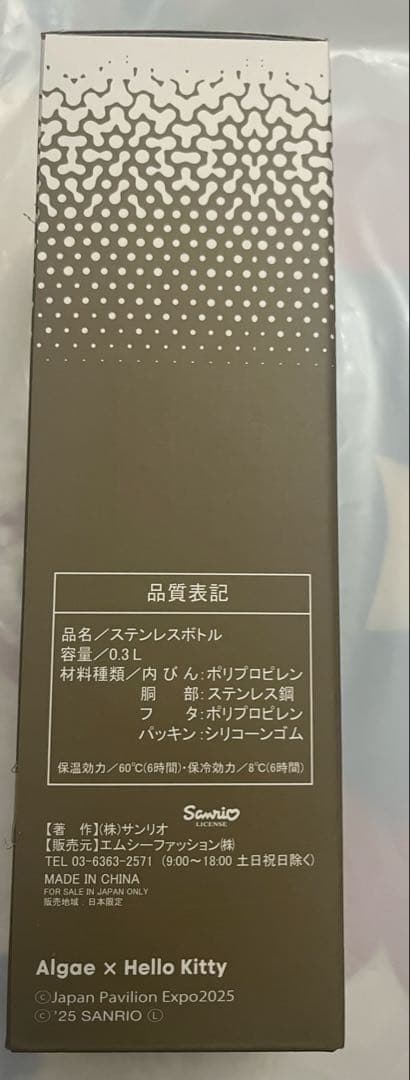 品質表記
品名／ステンレスボトル
容量／0.3L
材料種類／内びん:ポリプロピレン
胴　部:ステンレス鋼
フ　タ:ポリプロピレン
パッキン:シリコーンゴム
保温効力／60℃(6時間)・保冷効力／8℃(6時間)
Sanrio
LICENSE
【著　作】(株)サンリオ
【販売元】エムシーファッション㈱
TEL 03-6363-2571（9:00〜18:00 土日祝日除く）
MADE IN CHINA
FOR SALE IN JAPAN ONLY
販売地域：日本限定
Algae × Hello Kitty
ⓒJapan Pavilion Expo2025
ⓒ'25 SANRIO Ⓛ